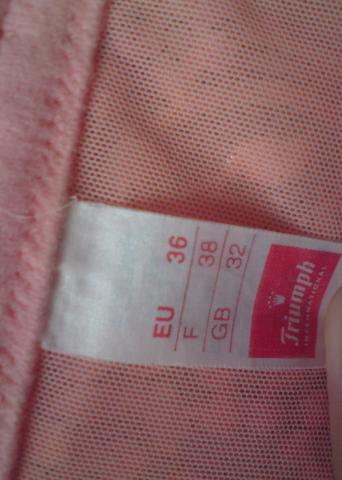 EU 36
F 38
GB 32
Triumph
INTERNATIONAL